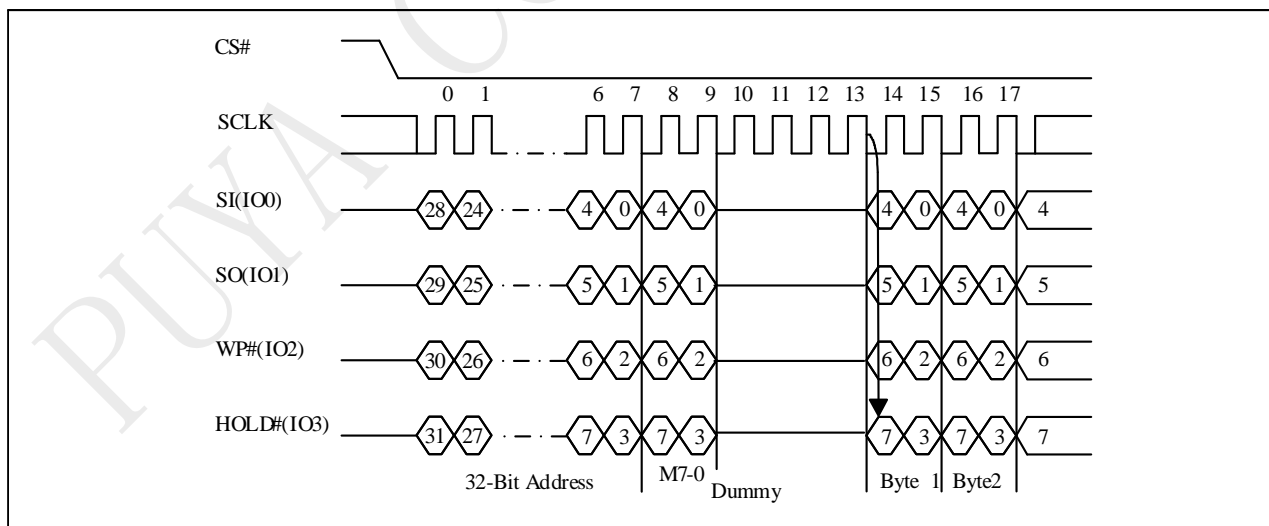 PUYA CO
CS#
0 1 6 7 8 9 10 11 12 13 14 15 16 17
SCLK
SI(IO0) 28 24 4 0 4 0 4 0 4 0 4
SO(IO1) 29 25 5 1 5 1 5 1 5 1 5
WP#(IO2) 30 26 6 2 6 2 6 2 6 2 6
HOLD#(IO3) 31 27 7 3 7 3 7 3 7 3 7
32-Bit Address M7-0 Dummy Byte 1 Byte2